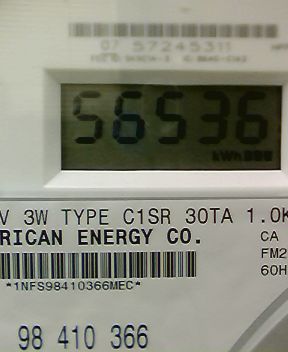 07 57245311
56536
kWh
V 3W TYPE C1SR 30TA 1.0K
RICAN ENERGY CO.
CA
FM2
60H
*1NFS98410366MEC*
98 410 366